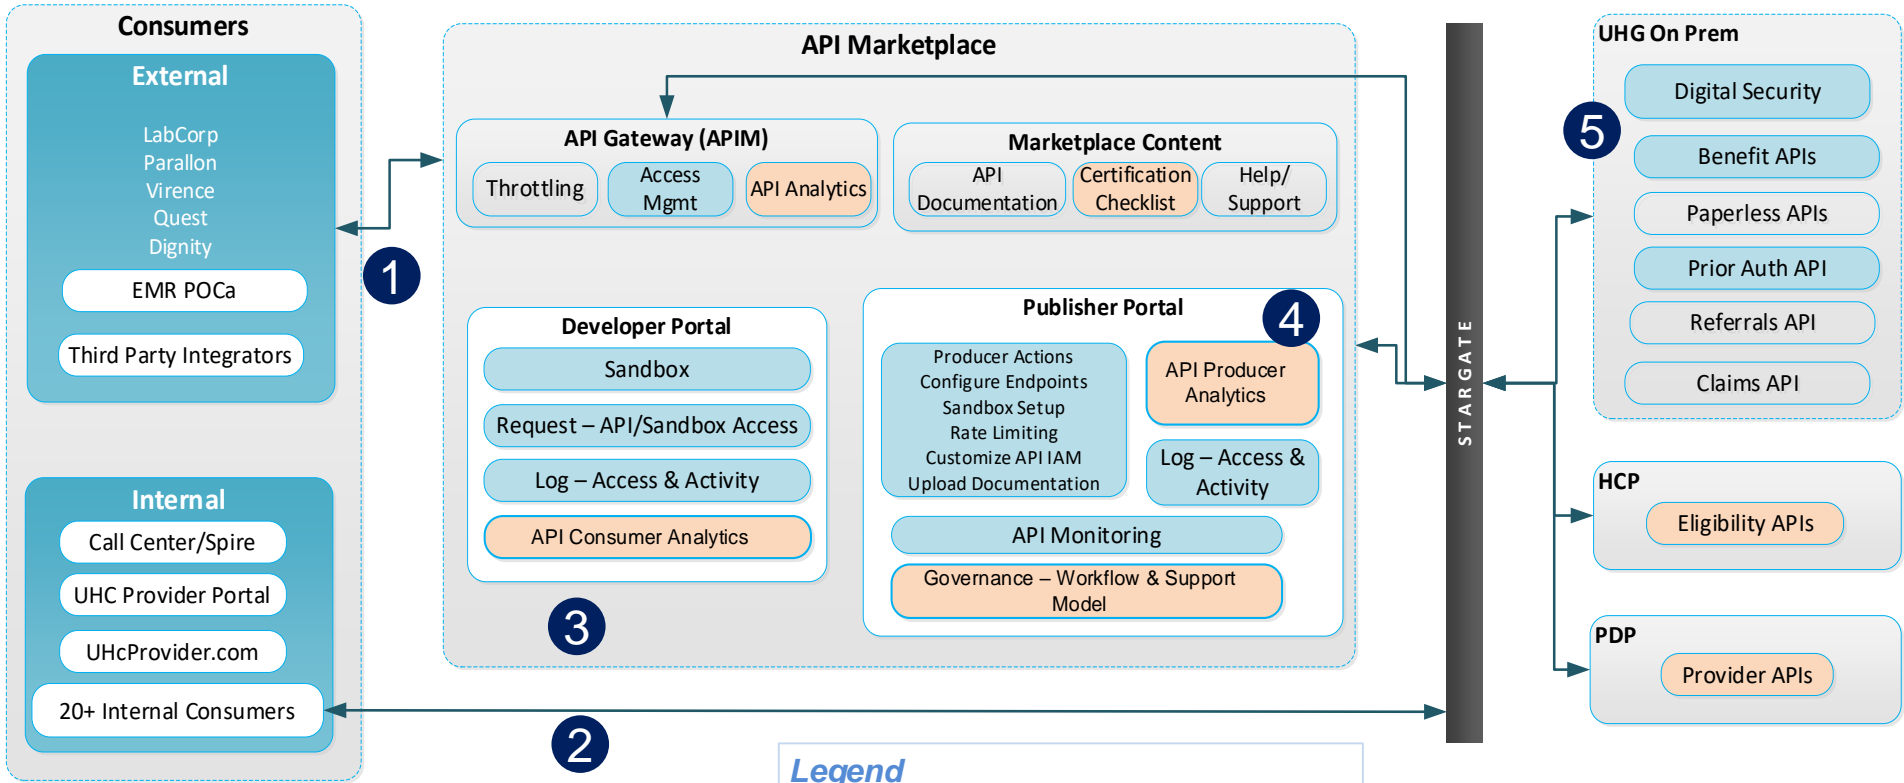 Consumers
External
LabCorp
Parallon
Virence
Quest
Dignity
EMR POCa
Third Party Integrators
1
Internal
Call Center/Spire
UHC Provider Portal
UHcProvider.com
20+ Internal Consumers
2
API Marketplace
API Gateway (APIM)
Throttling
Access
Mgmt
API Analytics
Marketplace Content
API
Documentation
Certification
Checklist
Help/
Support
Developer Portal
Sandbox
Request – API/Sandbox Access
Log – Access & Activity
API Consumer Analytics
3
Publisher Portal
4
Producer Actions
Configure Endpoints
Sandbox Setup
Rate Limiting
Customize API IAM
Upload Documentation
API Producer
Analytics
Log – Access &
Activity
API Monitoring
Governance – Workflow & Support
Model
STARGATE
UHG On Prem
5
Digital Security
Benefit APIs
Paperless APIs
Prior Auth API
Referrals API
Claims API
HCP
Eligibility APIs
PDP
Provider APIs
Legend